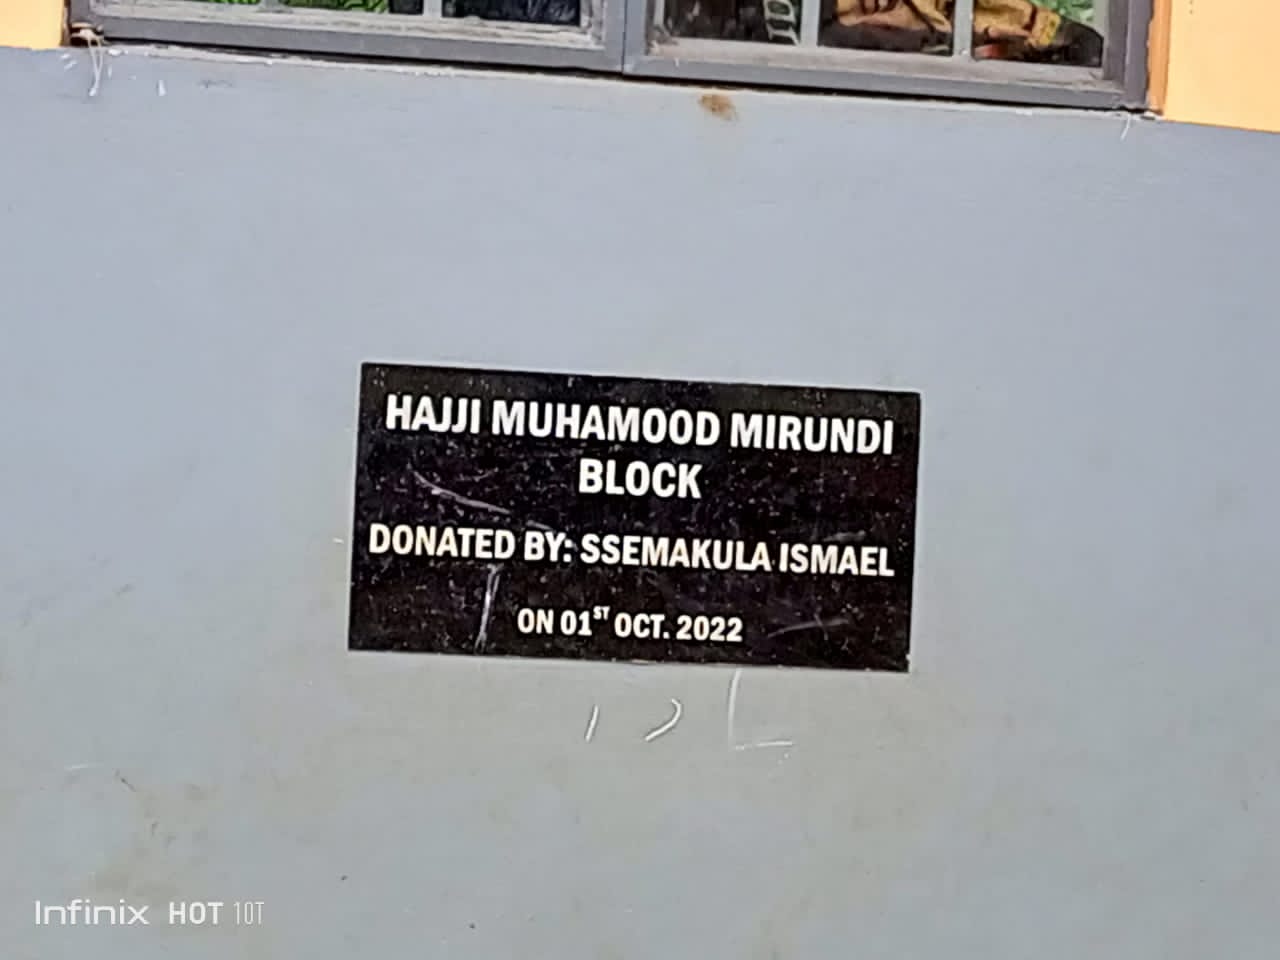 HAJJI MUHAMOOD MIRUNDI
BLOCK
DONATED BY: SSEMAKULA ISMAEL
ON 01ST OCT. 2022
Infinix HOT 10T